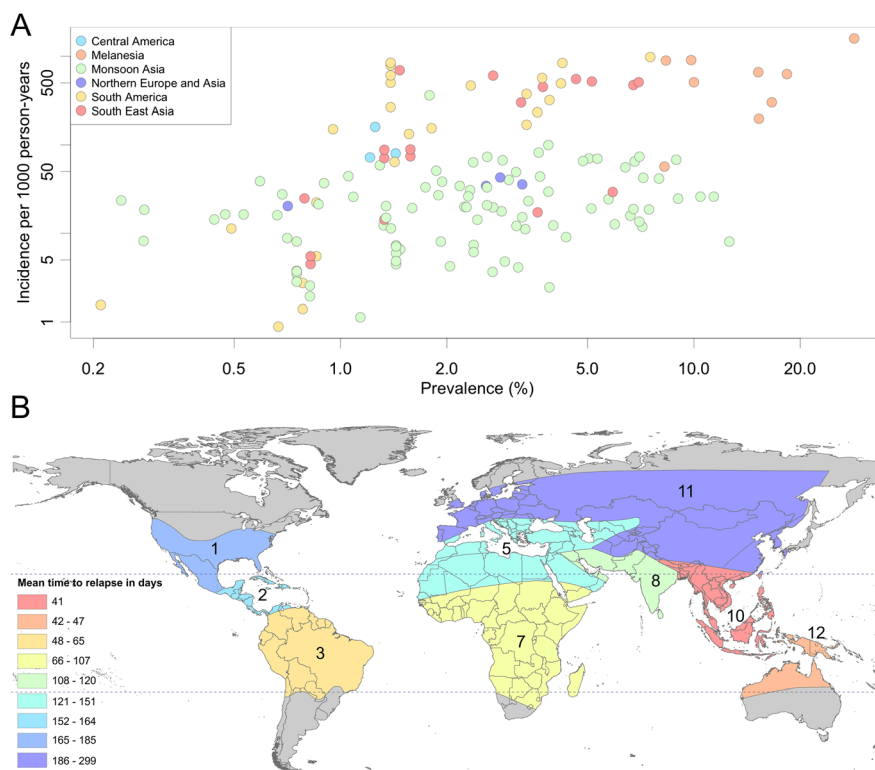 A
Central America
Melanesia
Monsoon Asia
Northern Europe and Asia
South America
South East Asia
Incidence per 1000 person-years
500
50
5
1
0.2
0.5
1.0
2.0
5.0
10.0
20.0
Prevalence (%)
B
11
1
5
Mean time to relapse in days
2
8
41
10
42 - 47
12
48 - 65
3
7
66 - 107
108 - 120
121 - 151
152 - 164
165 - 185
186 - 299